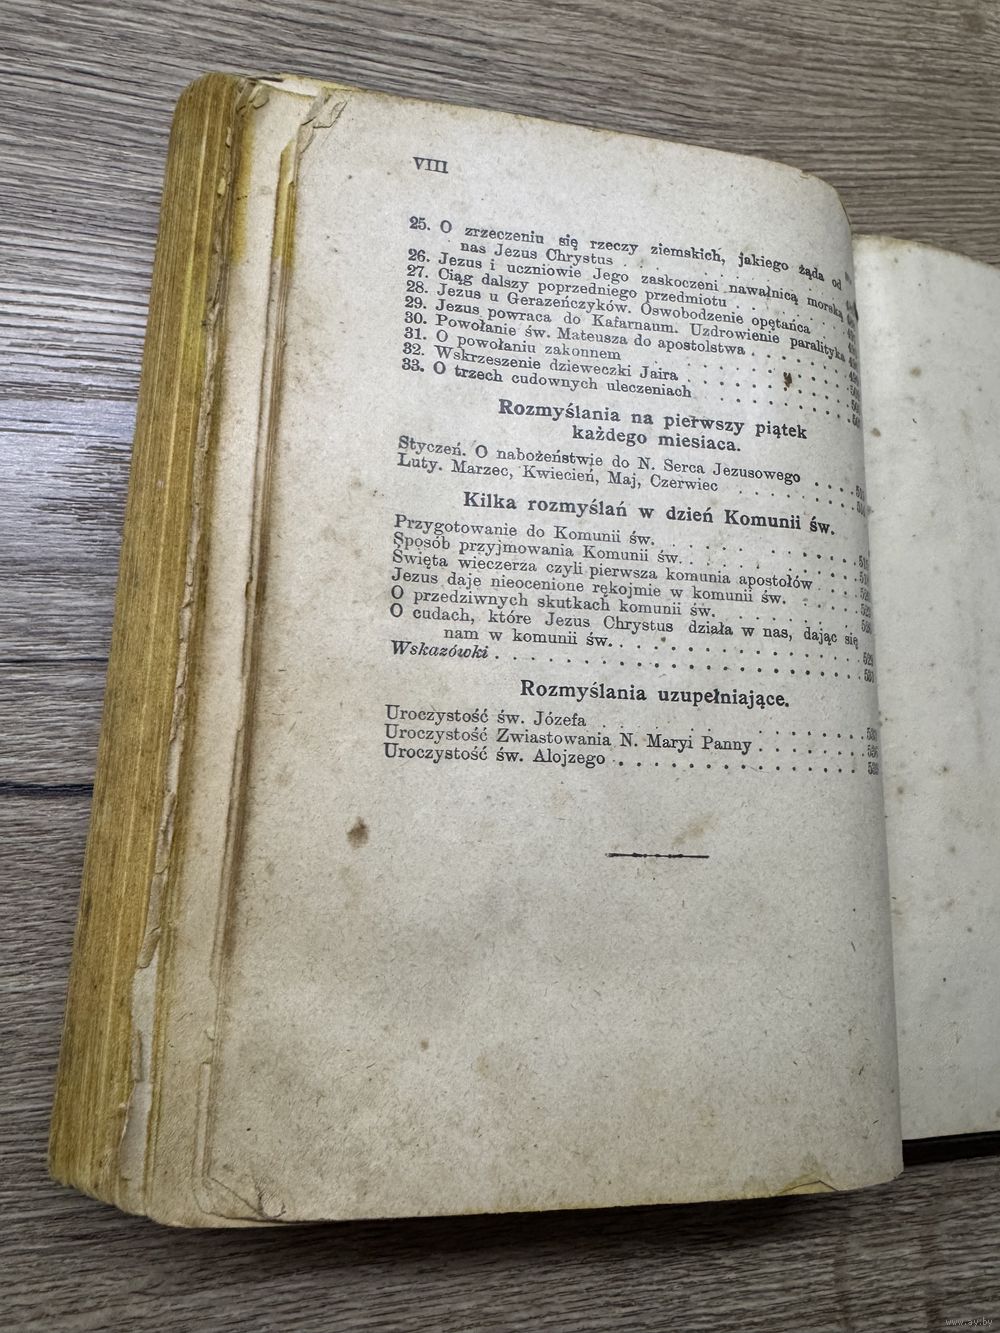 VIII
25. O zrzeczeniu się rzeczy ziemskich, jakiego żąda od
nas Jezus Chrystus . .
26. Jezus i uczniowie Jego zaskoczeni nawałnicą morską
27. Ciąg dalszy poprzedniego przedmiotu . . . . . .
28. Jezus u Gerazeńczyków. Oswobodzenie opętańca . .
29. Jezus powraca do Kafarnaum. Uzdrowienie paralityka
30. Powołanie św. Mateusza do apostolstwa . . . . . .
31. O powołaniu zakonnem . . . . . . . . .
32. Wskrzeszenie dzieweczki Jaira . . . . . . . .
33. O trzech cudownych uleczeniach . . . . . . . .
Rozmyślania na pierwszy piątek
każdego miesiaca.
Styczeń. O nabożeństwie do N. Serca Jezusowego . . . .
Luty. Marzec, Kwiecień, Maj, Czerwiec . . . . . . .
Kilka rozmyślań w dzień Komunii św.
Przygotowanie do Komunii św. . . . . . . . . . .
Sposób przyjmowania Komunii św. . . . . . . . . .
Święta wieczerza czyli pierwsza komunia apostołów . . .
Jezus daje nieocenione rękojmie w komunii św. . . . .
O przedziwnych skutkach komunii św. . . . . . . .
O cudach, które Jezus Chrystus działa w nas, dając się
nam w komunii św. . . . . . . . . . . . . . 529
Wskazówki . . . . . . . . . . . . . . . .
Rozmyślania uzupełniające.
Uroczystość św. Józefa . . . . . . . . . . . .
Uroczystość Zwiastowania N. Maryi Panny . . . . . . 536
Uroczystość św. Alojzego . . . . . . . . . . .
www.ay.by